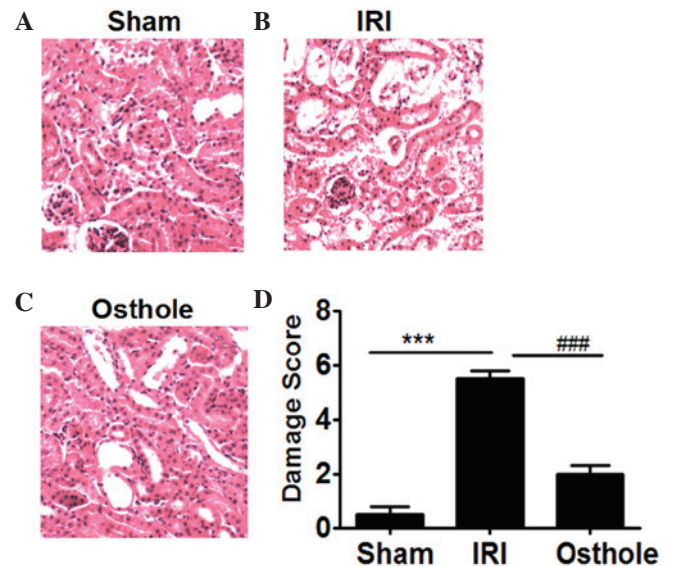 A Sham B IRI
C Osthole D
Damage Score
8
6
4
2
0
***
###
Sham IRI Osthole